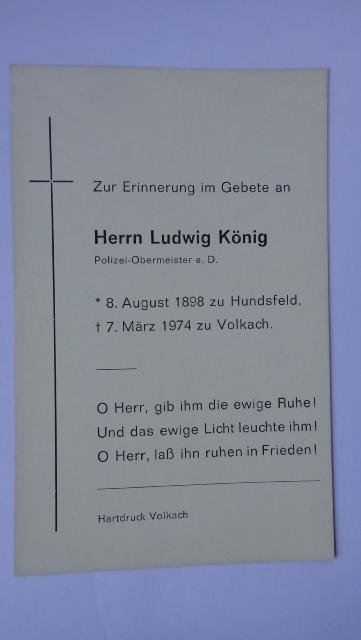 Zur Erinnerung im Gebete an
Herrn Ludwig König
Polizei-Obermeister a. D.
* 8. August 1898 zu Hundsfeld,
† 7. März 1974 zu Volkach.
O Herr, gib ihm die ewige Ruhe!
Und das ewige Licht leuchte ihm!
O Herr, laß ihn ruhen in Frieden!
Hartdruck Volkach